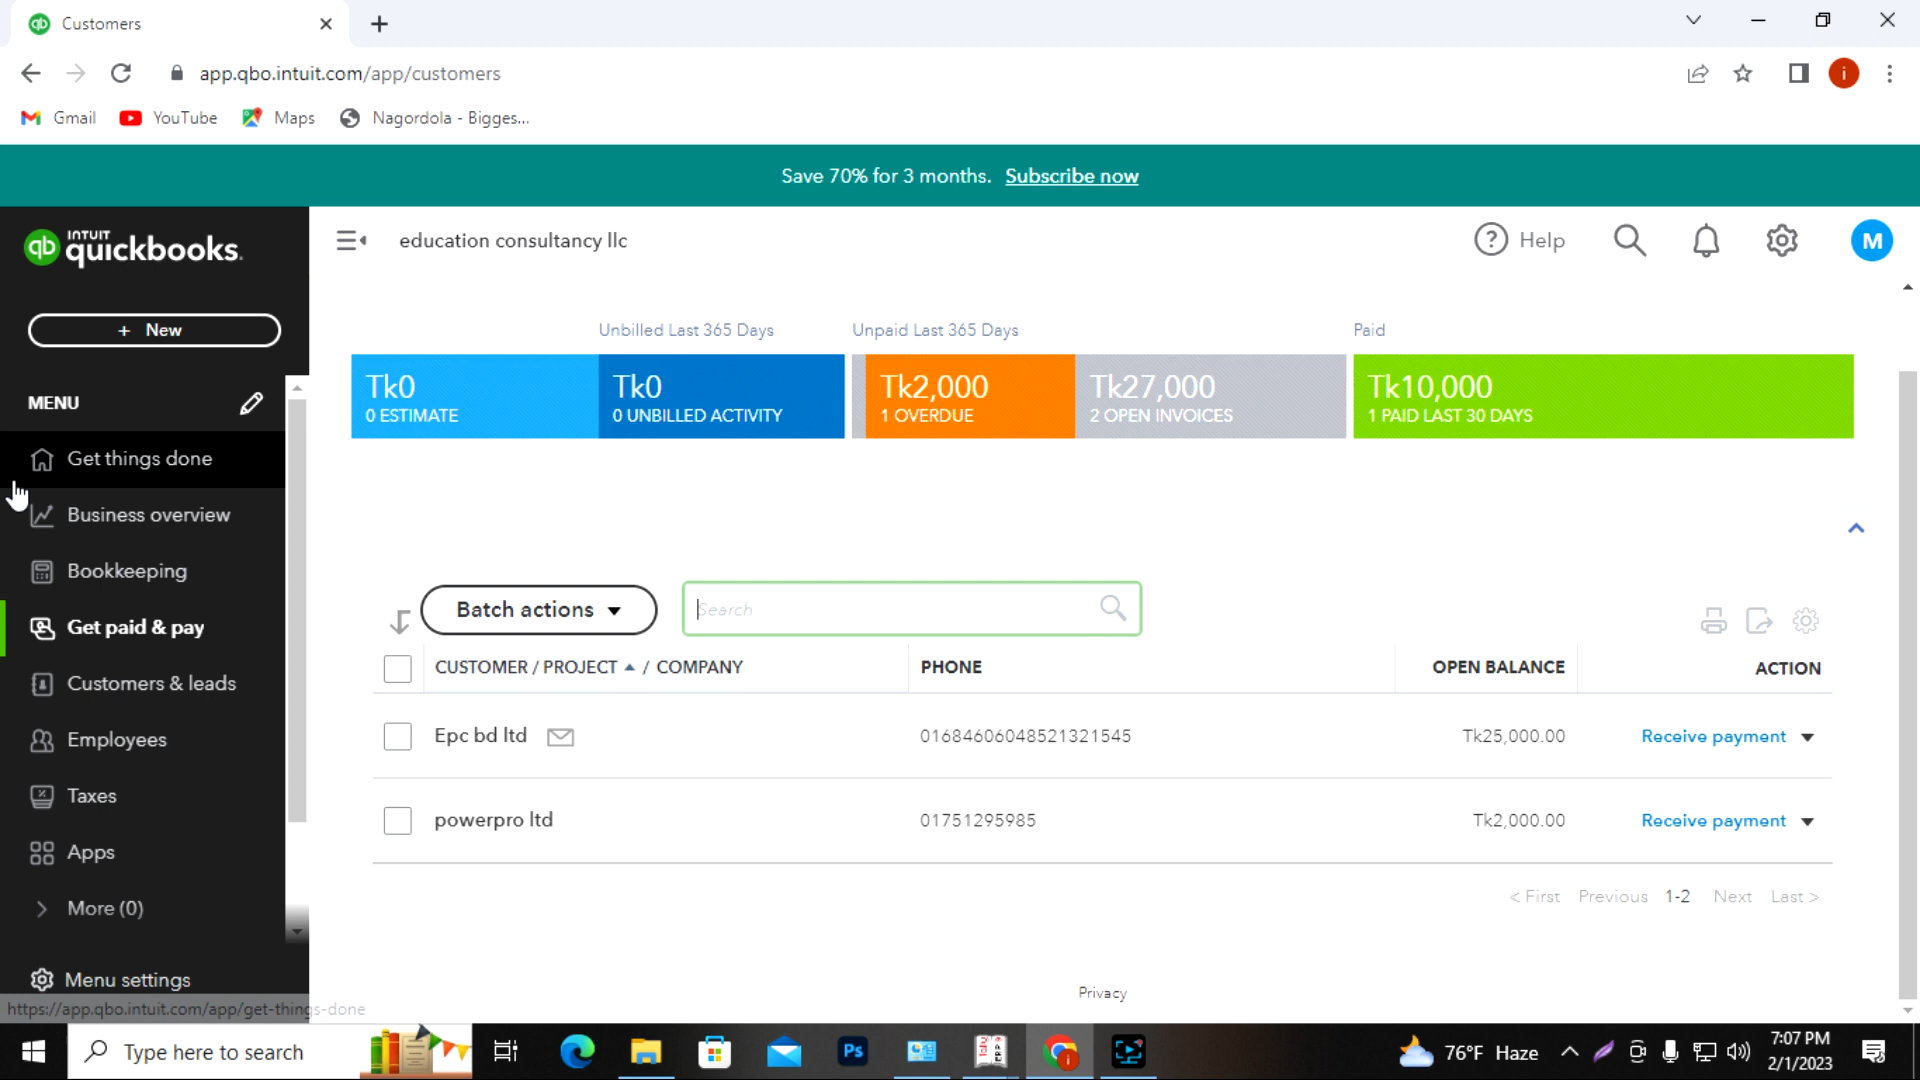 Customers
app.qbo.intuit.com/app/customers
i
Gmail YouTube Maps Nagordola - Bigges...
Save 70% for 3 months. Subscribe now
qb INTUIT quickbooks.
education consultancy llc
? Help
M
+ New
MENU
Get things done
Business overview
Bookkeeping
Get paid & pay
Customers & leads
Employees
Taxes
Apps
More (0)
Menu settings
https://app.qbo.intuit.com/app/get-things-done
Unbilled Last 365 Days Unpaid Last 365 Days Paid
Tk0 Tk0 Tk2,000 Tk27,000 Tk10,000
0 ESTIMATE 0 UNBILLED ACTIVITY 1 OVERDUE 2 OPEN INVOICES 1 PAID LAST 30 DAYS
Batch actions Search
CUSTOMER / PROJECT / COMPANY PHONE OPEN BALANCE ACTION
Epc bd ltd 01684606048521321545 Tk25,000.00 Receive payment
powerpro ltd 01751295985 Tk2,000.00 Receive payment
< First Previous 1-2 Next Last >
Privacy
Type here to search
Ps
76°F Haze
7:07 PM
2/1/2023